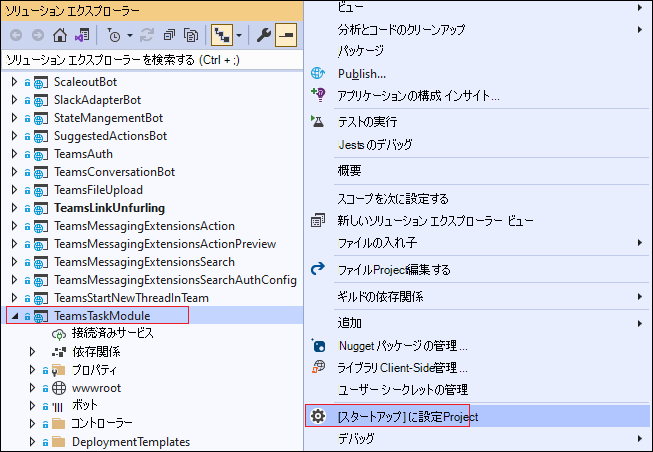 ソリューション エクスプローラー
ソリューション エクスプローラーを検索する (Ctrl + ;)
ScaleoutBot
SlackAdapterBot
StateMangementBot
SuggestedActionsBot
TeamsAuth
TeamsConversationBot
TeamsFileUpload
TeamsLinkUnfurling
TeamsMessagingExtensionsAction
TeamsMessagingExtensionsActionPreview
TeamsMessagingExtensionsSearch
TeamsMessagingExtensionsSearchAuthConfig
TeamsStartNewThreadInTeam
TeamsTaskModule
接続済みサービス
依存関係
プロパティ
wwwroot
ボット
コントローラー
DeploymentTemplates
ビュー
分析とコードのクリーンアップ
パッケージ
Publish...
アプリケーションの構成 インサイト...
テストの実行
Jestsのデバッグ
概要
スコープを次に設定する
新しいソリューション エクスプローラー ビュー
ファイルの入れ子
ファイルProject編集する
ギルドの依存関係
追加
Nugget パッケージの管理...
ライブラリ Client-Side管理...
ユーザー シークレットの管理
[スタートアップ] に設定Project
デバッグ